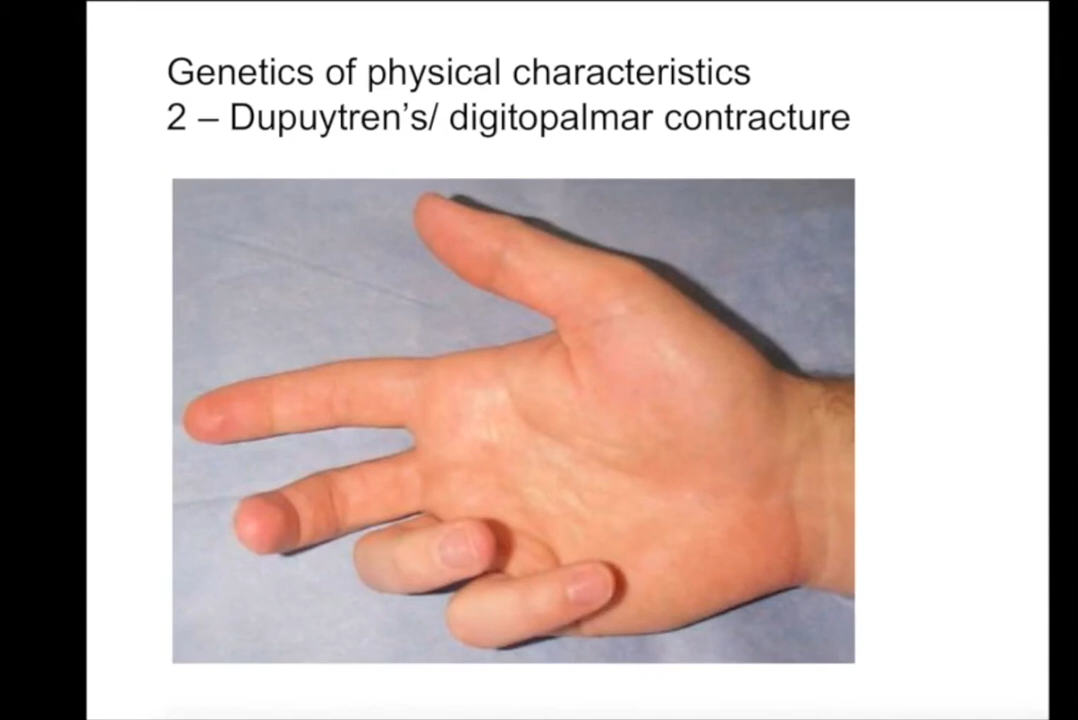 Genetics of physical characteristics
2 – Dupuytren’s/ digitopalmar contracture